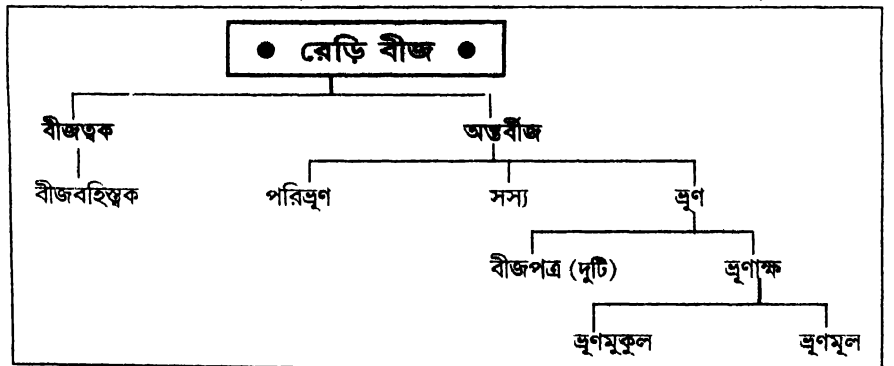 ● রেড়ি বীজ ●
বীজত্বক অন্তর্বীজ
বীজবহিস্ত্বক পরিভ্রূণ সস্য ভ্রূণ
বীজপত্র (দুটি) ভ্রূণাক্ষ
ভ্রূণমুকুল ভ্রূণমূল